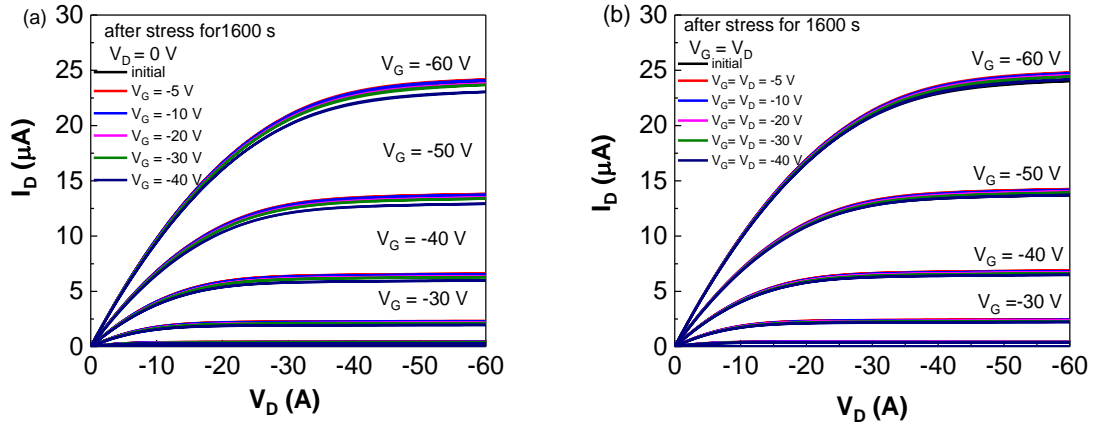 (a)
after stress for1600 s
V_D = 0 V
initial
V_G = -5 V
V_G = -10 V
V_G = -20 V
V_G = -30 V
V_G = -40 V
V_G = -60 V
V_G = -50 V
V_G = -40 V
V_G = -30 V
30
25
20
15
10
5
0
I_D (µA)
0 -10 -20 -30 -40 -50 -60
V_D (A)
(b)
after stress for 1600 s
V_G = V_D
initial
V_G= V_D = -5 V
V_G= V_D = -10 V
V_G= V_D = -20 V
V_G= V_D = -30 V
V_G= V_D = -40 V
V_G = -60 V
V_G = -50 V
V_G = -40 V
V_G =-30 V
30
25
20
15
10
5
0
I_D (µA)
0 -10 -20 -30 -40 -50 -60
V_D (A)